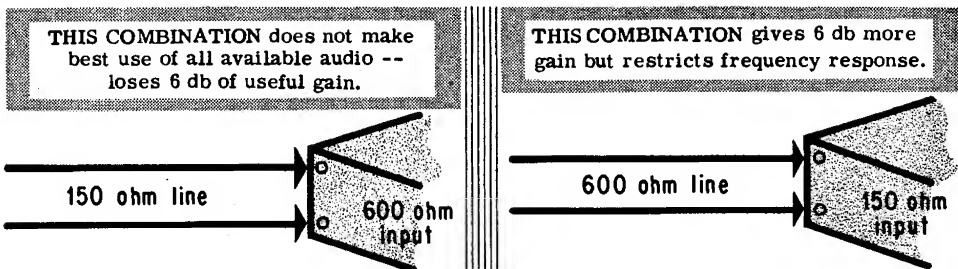 THIS COMBINATION does not make
best use of all available audio --
loses 6 db of useful gain.
150 ohm line
600 ohm
input
THIS COMBINATION gives 6 db more
gain but restricts frequency response.
600 ohm line
150 ohm
input